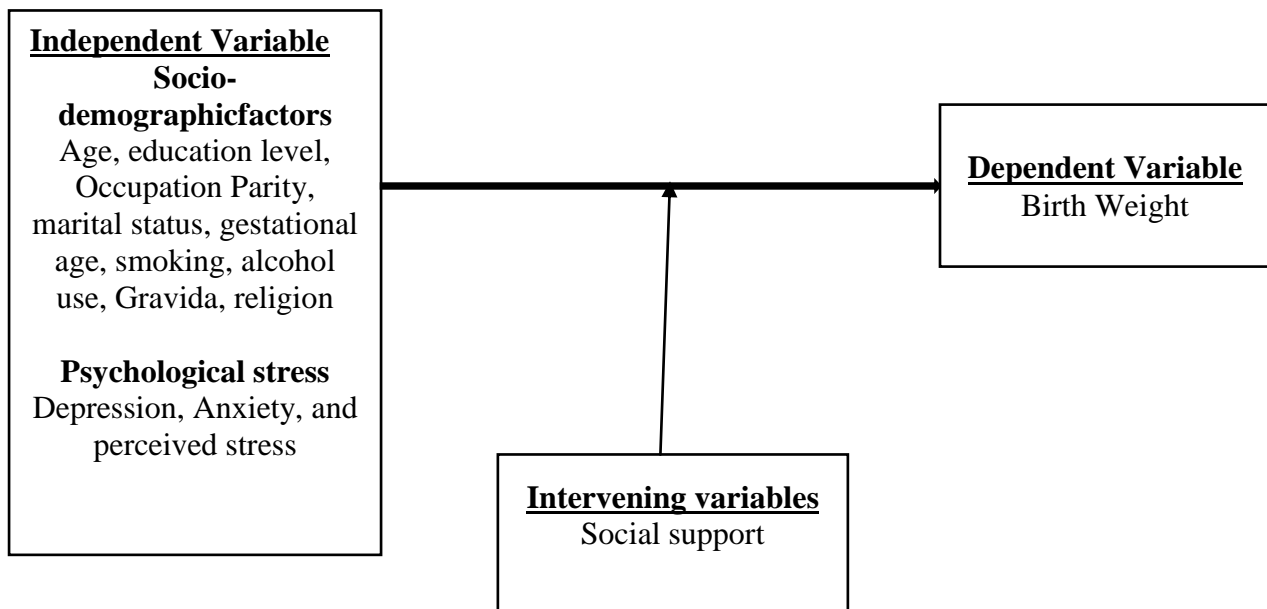 Independent Variable
Socio-
demographicfactors
Age, education level,
Occupation Parity,
marital status, gestational
age, smoking, alcohol
use, Gravida, religion
Psychological stress
Depression, Anxiety, and
perceived stress
Dependent Variable
Birth Weight
Intervening variables
Social support